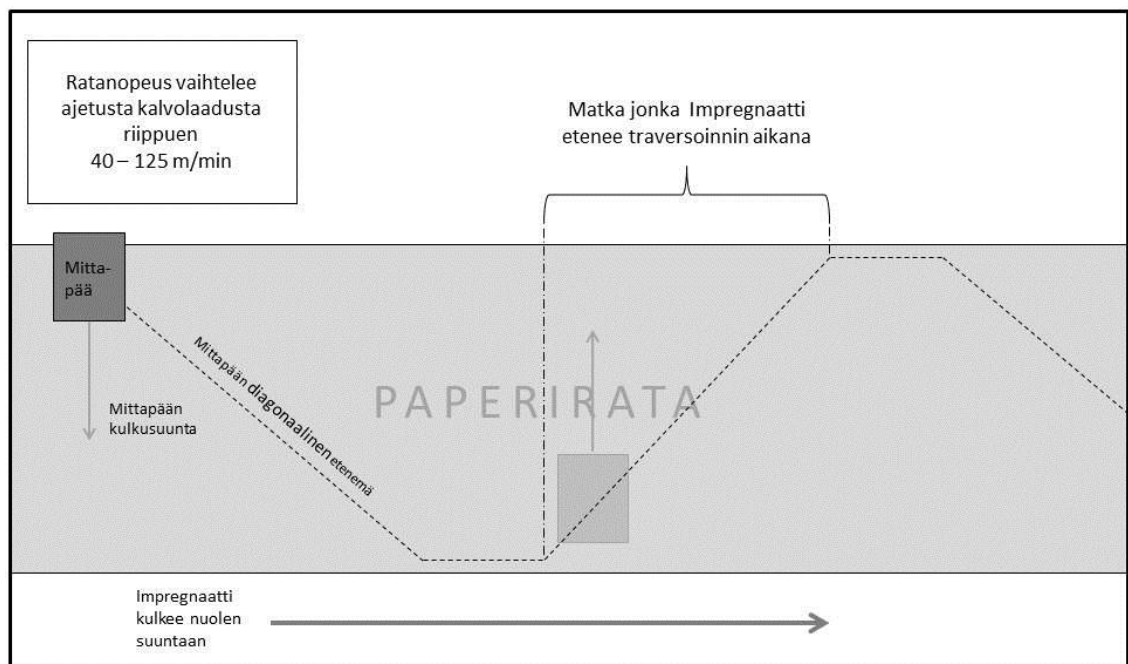 Ratanopeus vaihtelee
ajetusta kalvolaadusta
riippuen
40 – 125 m/min
Matka jonka Impregnaatti
etenee traversoinnin aikana
Mitta-
pää
Mittapään diagonaalinen etenemä
PAPERIRATA
Mittapään
kulkusuunta
Impregnaatti
kulkee nuolen
suuntaan